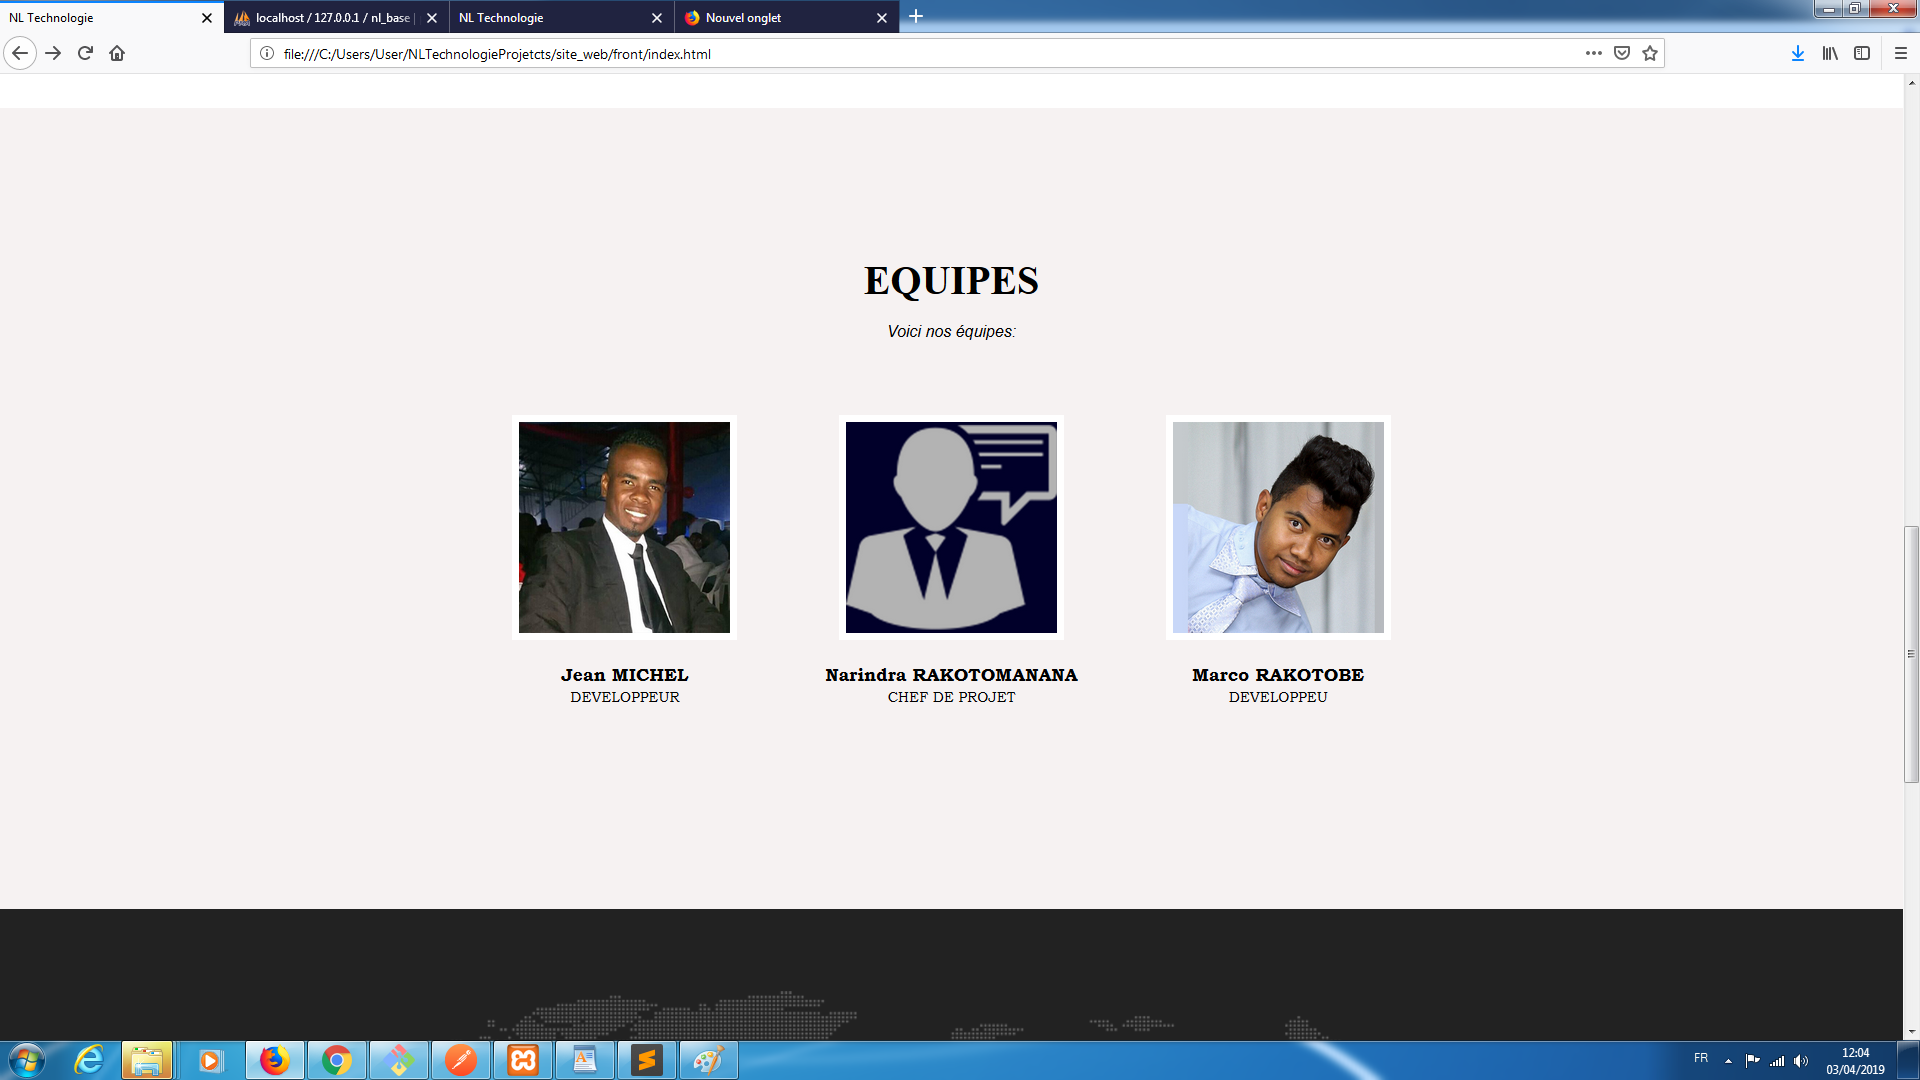 NL Technologie
localhost / 127.0.0.1 / nl_base |
NL Technologie
Nouvel onglet
file:///C:/Users/User/NLTechnologieProjetcts/site_web/front/index.html
EQUIPES
Voici nos équipes:
Jean MICHEL
DEVELOPPEUR
Narindra RAKOTOMANANA
CHEF DE PROJET
Marco RAKOTOBE
DEVELOPPEU
FR
12:04
03/04/2019